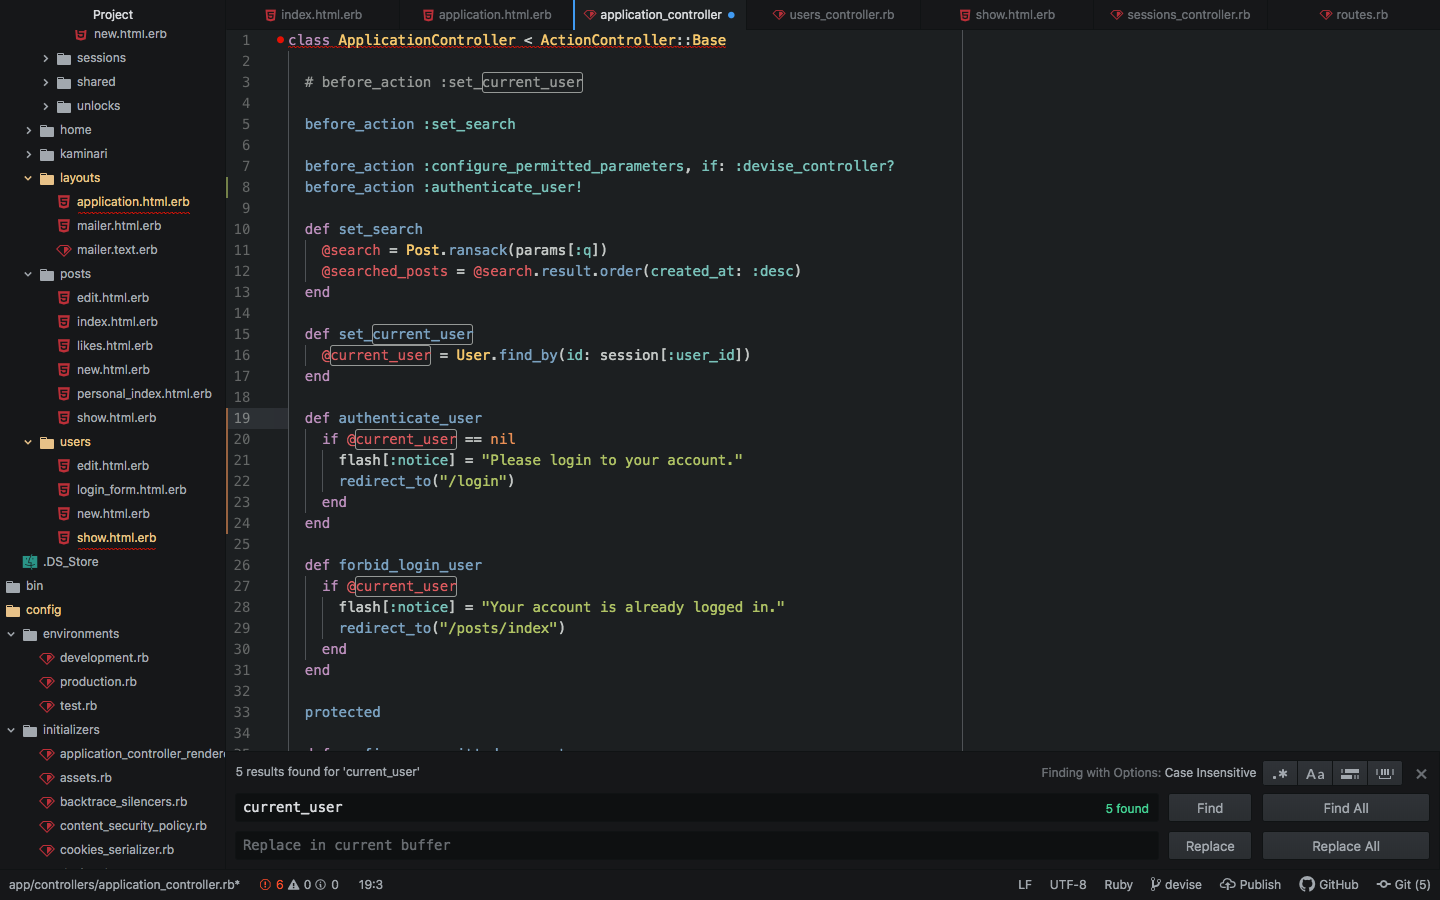 Project
new.html.erb
sessions
shared
unlocks
home
kaminari
layouts
application.html.erb
mailer.html.erb
mailer.text.erb
posts
edit.html.erb
index.html.erb
likes.html.erb
new.html.erb
personal_index.html.erb
show.html.erb
users
edit.html.erb
login_form.html.erb
new.html.erb
show.html.erb
.DS_Store
bin
config
environments
development.rb
production.rb
test.rb
initializers
application_controller_render
assets.rb
backtrace_silencers.rb
content_security_policy.rb
cookies_serializer.rb
index.html.erb
application.html.erb
application_controller
users_controller.rb
show.html.erb
sessions_controller.rb
routes.rb
1 class ApplicationController < ActionController::Base
2
3 # before_action :set_current_user
4
5 before_action :set_search
6
7 before_action :configure_permitted_parameters, if: :devise_controller?
8 before_action :authenticate_user!
9
10 def set_search
11 @search = Post.ransack(params[:q])
12 @searched_posts = @search.result.order(created_at: :desc)
13 end
14
15 def set_current_user
16 @current_user = User.find_by(id: session[:user_id])
17 end
18
19 def authenticate_user
20 if @current_user == nil
21 flash[:notice] = "Please login to your account."
22 redirect_to("/login")
23 end
24 end
25
26 def forbid_login_user
27 if @current_user
28 flash[:notice] = "Your account is already logged in."
29 redirect_to("/posts/index")
30 end
31 end
32
33 protected
34
5 results found for 'current_user'
Finding with Options: Case Insensitive
.* Aa
current_user
5 found
Find
Find All
Replace in current buffer
Replace
Replace All
app/controllers/application_controller.rb* 6 0 0 19:3
LF UTF-8 Ruby devise Publish GitHub Git (5)